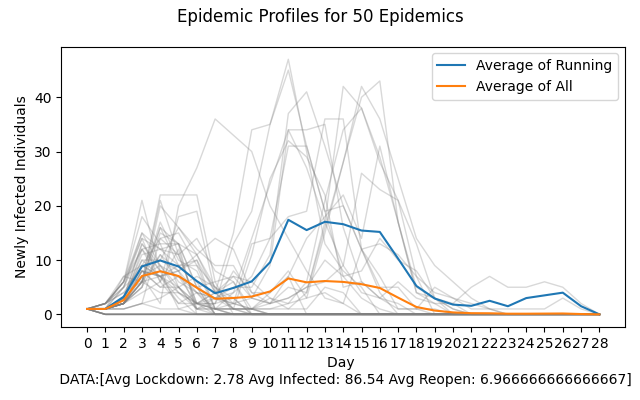 Epidemic Profiles for 50 Epidemics
Average of Running
Average of All
Newly Infected Individuals
40
30
20
10
0
0 1 2 3 4 5 6 7 8 9 10 11 12 13 14 15 16 17 18 19 20 21 22 23 24 25 26 27 28
Day
DATA:[Avg Lockdown: 2.78 Avg Infected: 86.54 Avg Reopen: 6.966666666666667]